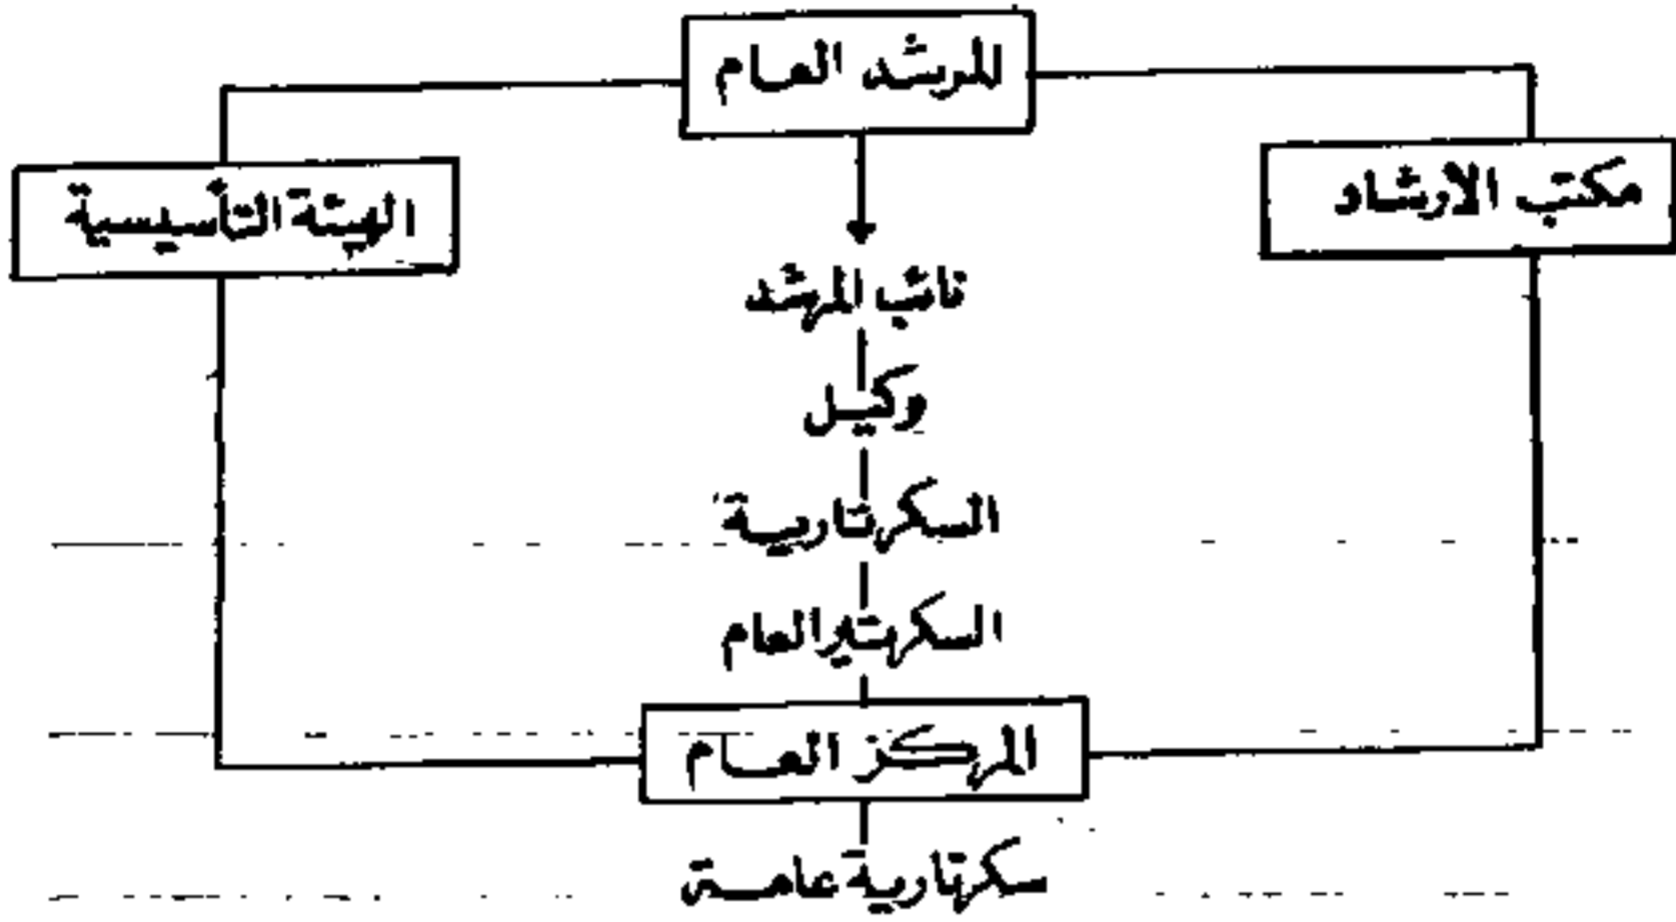 المرشد العام
مكتب الارشاد
الهيئة التأسيسية
نائب المرشد
وكيل
السكرتارية
السكرتير العام
المركز العام
سكرتارية عامة